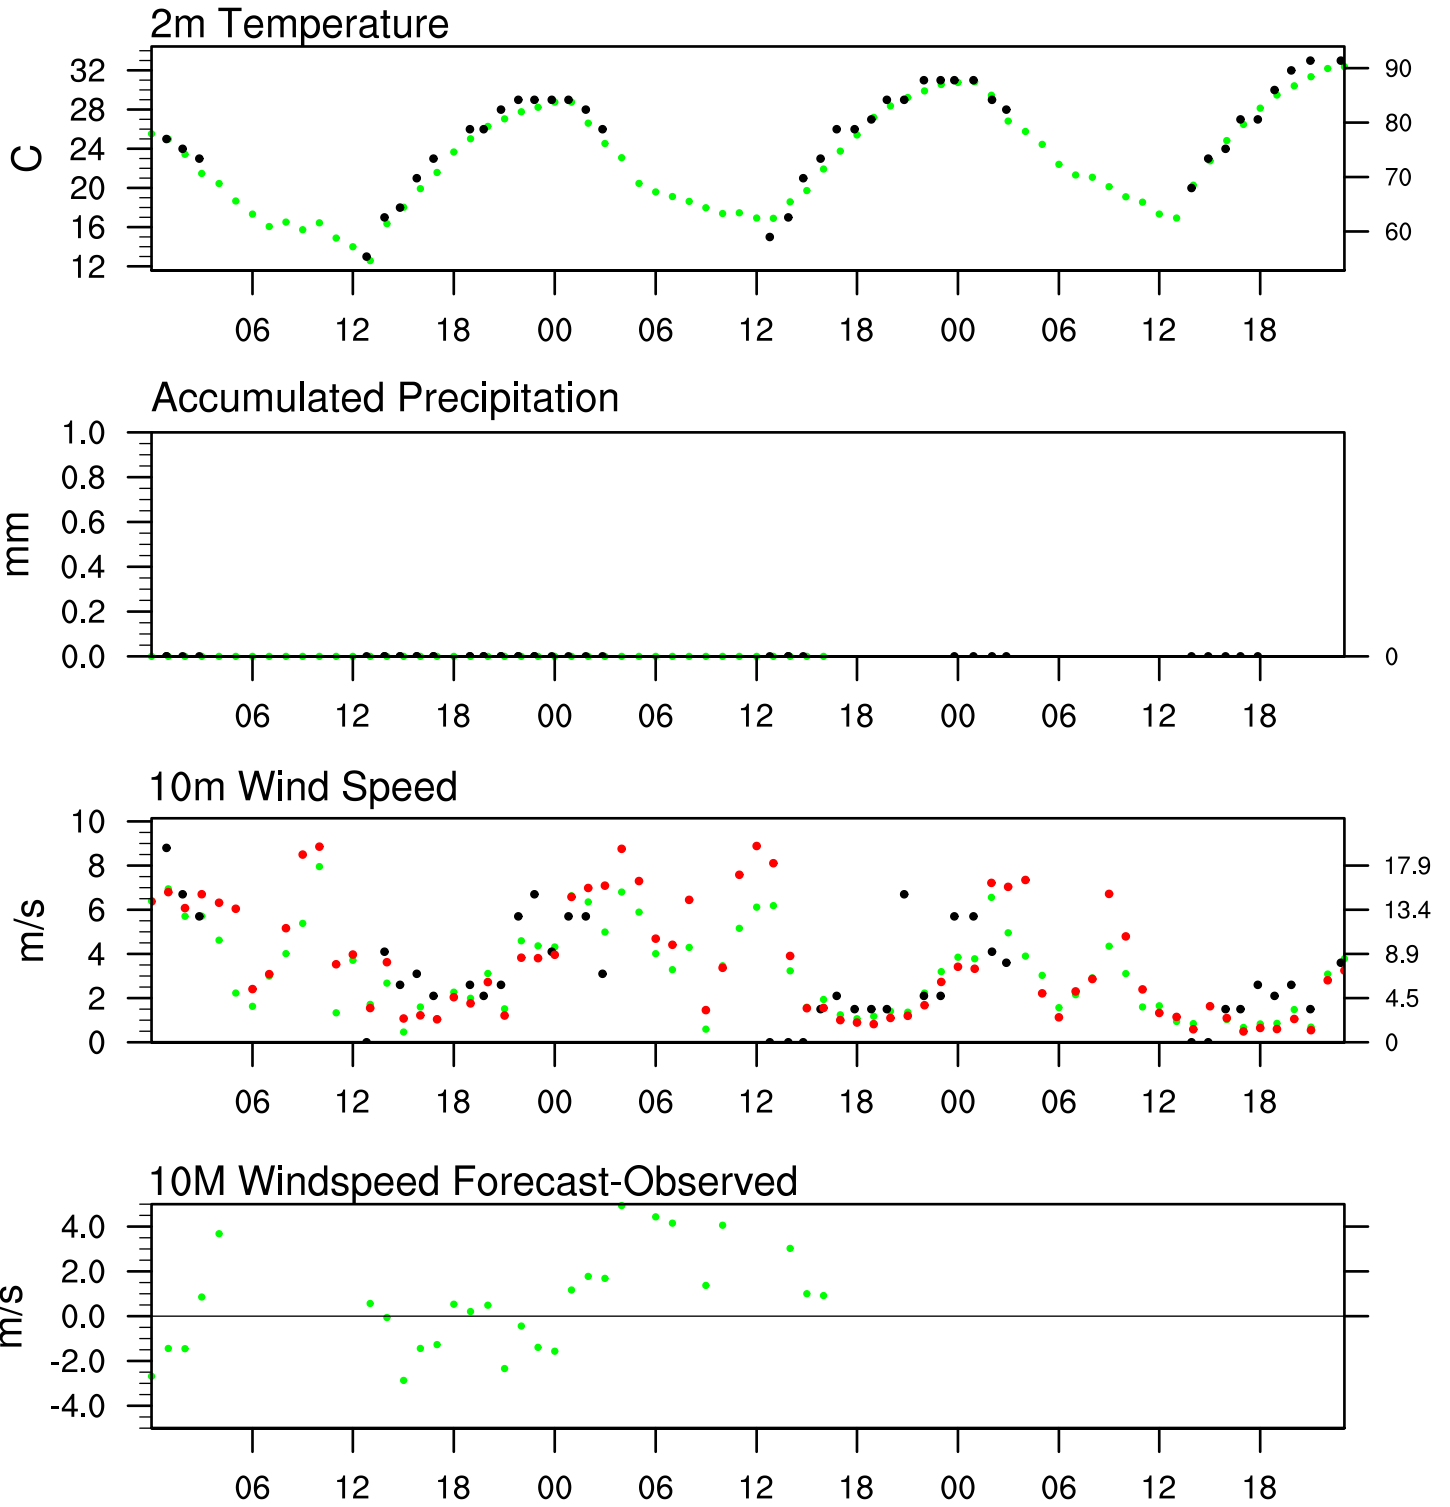 2m Temperature
32
28
24
20
16
12
C
90
80
70
60
06 12 18 00 06 12 18 00 06 12 18
Accumulated Precipitation
1.0
0.8
0.6
0.4
0.2
0.0
mm
0
06 12 18 00 06 12 18 00 06 12 18
10m Wind Speed
10
8
6
4
2
0
m/s
17.9
13.4
8.9
4.5
0
06 12 18 00 06 12 18 00 06 12 18
10M Windspeed Forecast-Observed
4.0
2.0
0.0
-2.0
-4.0
m/s
06 12 18 00 06 12 18 00 06 12 18